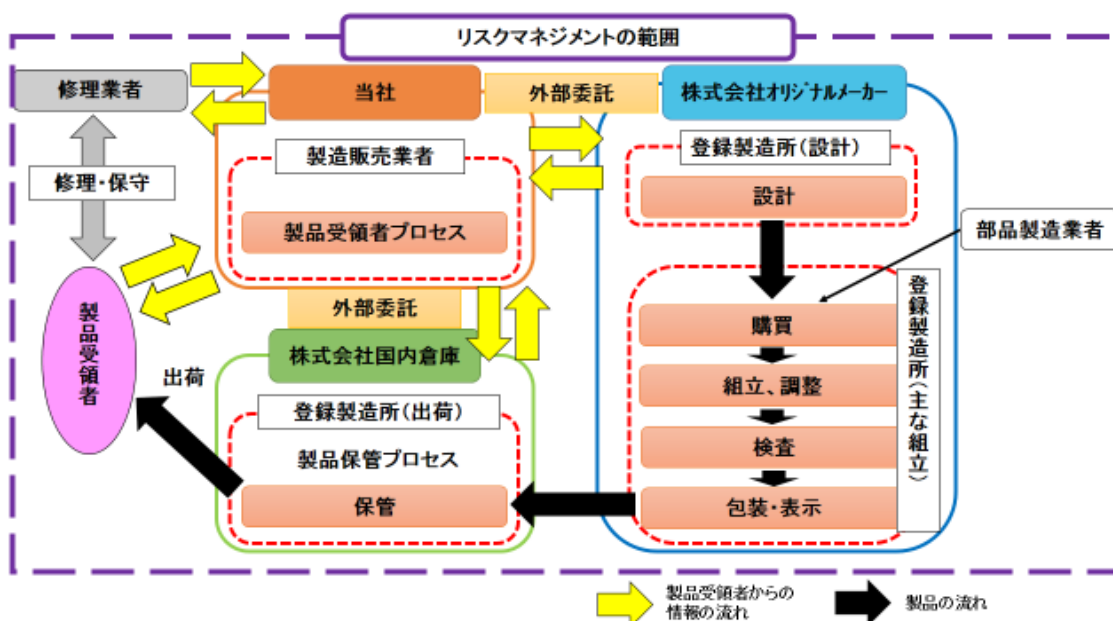 リスクマネジメントの範囲
修理業者
当社
外部委託
株式会社オリジナルメーカー
製造販売業者
登録製造所(設計)
修理・保守
設計
製品受領者プロセス
部品製造業者
外部委託
登録製造所(主な組立)
購買
製品受領者
株式会社国内倉庫
出荷
組立、調整
登録製造所(出荷)
検査
製品保管プロセス
保管
包装・表示
製品受領者からの
情報の流れ
製品の流れ